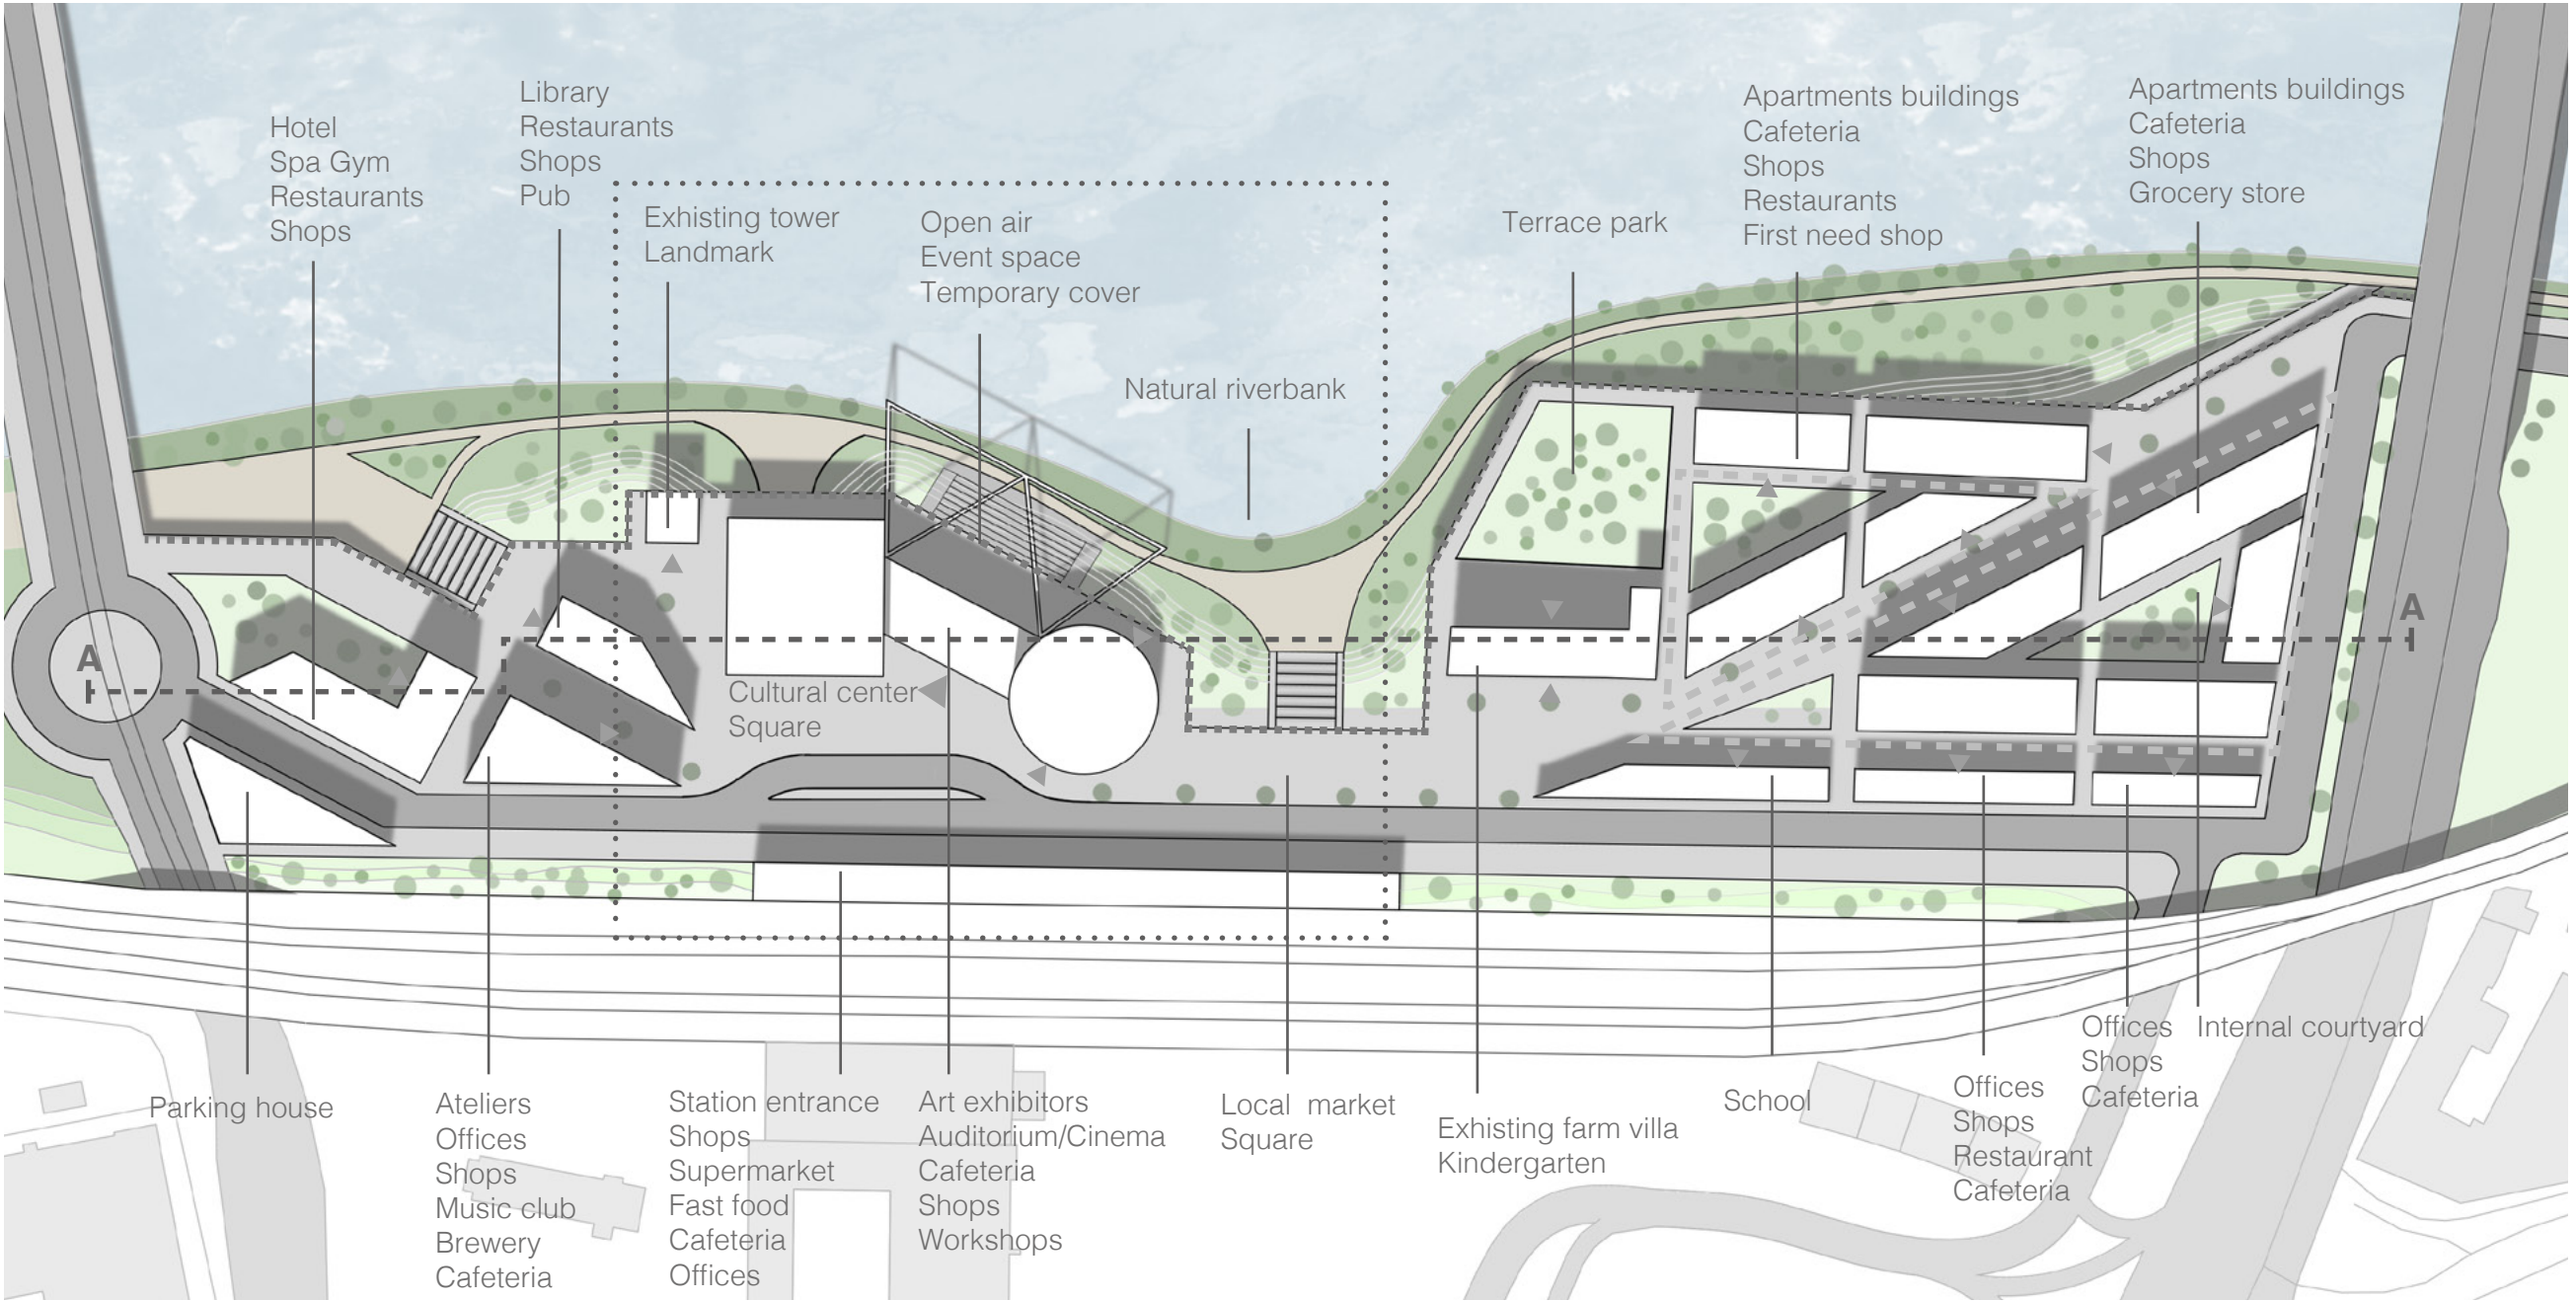 Hotel
Spa Gym
Restaurants
Shops
Library
Restaurants
Shops
Pub
Exhisting tower
Landmark
Open air
Event space
Temporary cover
Natural riverbank
Terrace park
Apartments buildings
Cafeteria
Shops
Restaurants
First need shop
Apartments buildings
Cafeteria
Shops
Grocery store
A
A
Cultural center
Square
Parking house
Ateliers
Offices
Shops
Music club
Brewery
Cafeteria
Station entrance
Shops
Supermarket
Fast food
Cafeteria
Offices
Art exhibitors
Auditorium/Cinema
Cafeteria
Shops
Workshops
Local market
Square
Exhisting farm villa
Kindergarten
School
Offices
Shops
Restaurant
Cafeteria
Offices
Shops
Cafeteria
Internal courtyard